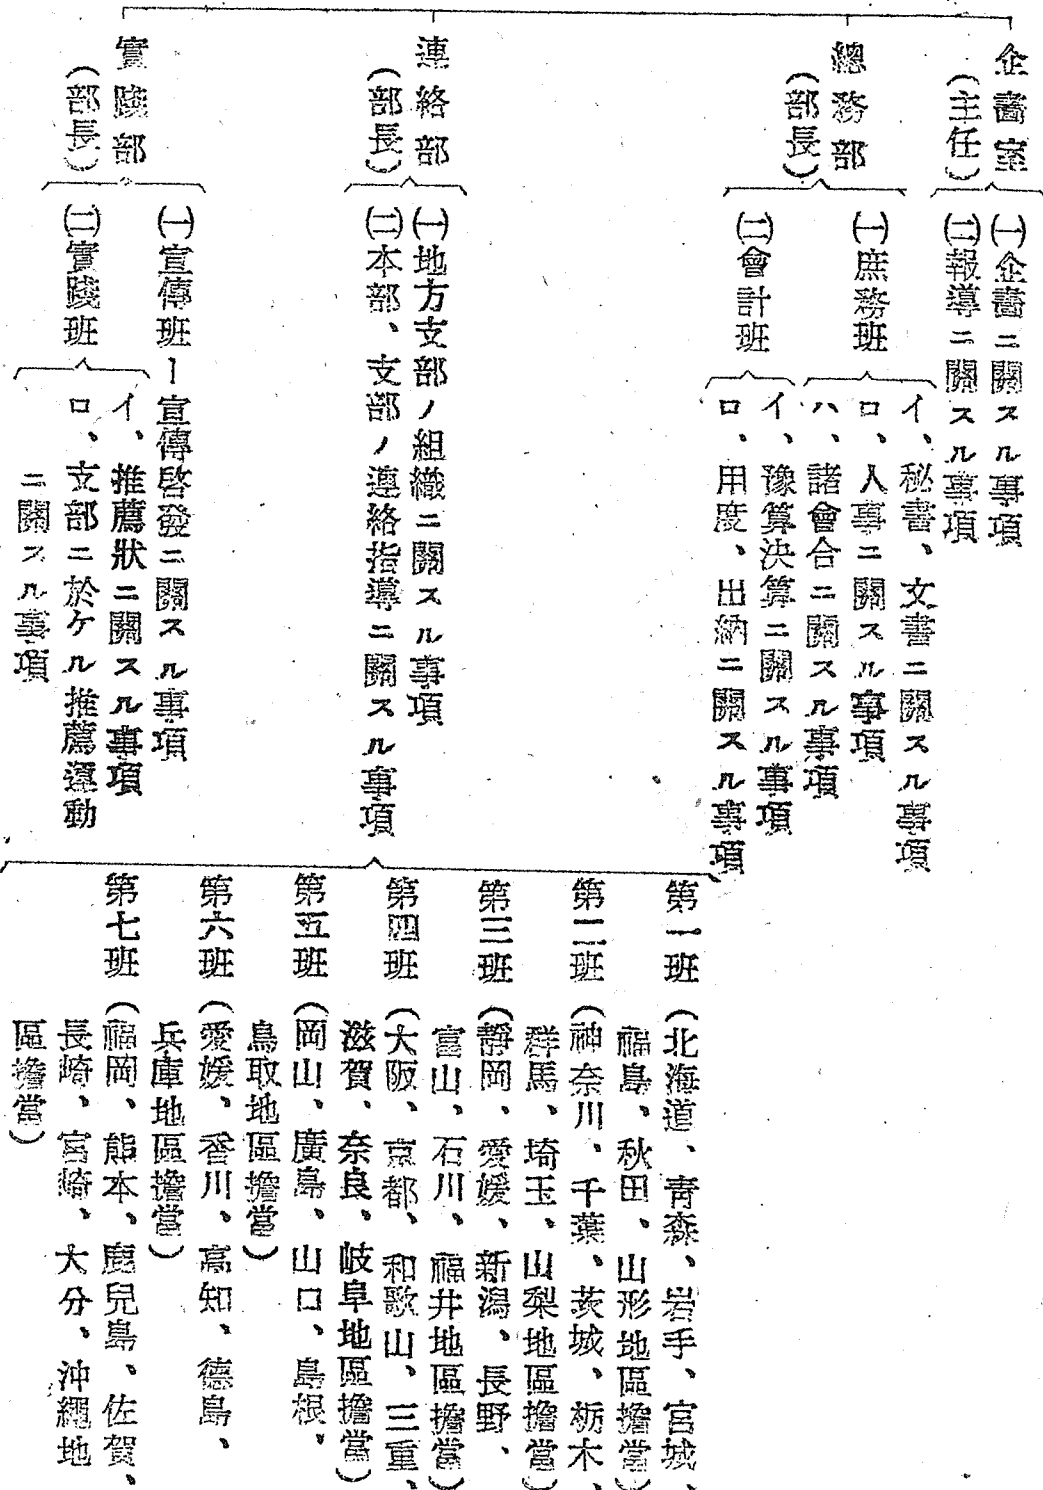 企畫室
(主任)
㈠企畫ニ關スル事項
㈡報導ニ關スル事項
總務部
(部長)
㈠庶務班
イ、秘書、文書ニ關スル事項
ロ、人事ニ關スル事項
ハ、諸會合ニ關スル事項
㈡會計班
イ、豫算決算ニ關スル事項
ロ、用度、出納ニ關スル事項
連絡部
(部長)
㈠地方支部ノ組織ニ關スル事項
㈡本部、支部ノ連絡指導ニ關スル事項
實踐部
(部長)
㈠宣傳班ー宣傳啓發ニ關スル事項
㈡實踐班
イ、推薦狀ニ關スル事項
ロ、支部ニ於ケル推薦運動
ニ關スル事項
第一班(北海道、靑森、岩手、宮城、
福島、秋田、山形地區擔當)
第二班(神奈川、千葉、茨城、栃木、
群馬、埼玉、山梨地區擔當)
第三班(靜岡、愛媛、新潟、長野、
富山、石川、福井地區擔當)
第四班(大阪、京都、和歌山、三重、
滋賀、奈良、岐阜地區擔當)
第五班(岡山、廣島、山口、島根、
鳥取地區擔當)
第六班(愛媛、香川、高知、德島、
兵庫地區擔當)
第七班(福岡、熊本、鹿兒島、佐賀、
長崎、宮崎、大分、沖繩地
區擔當)